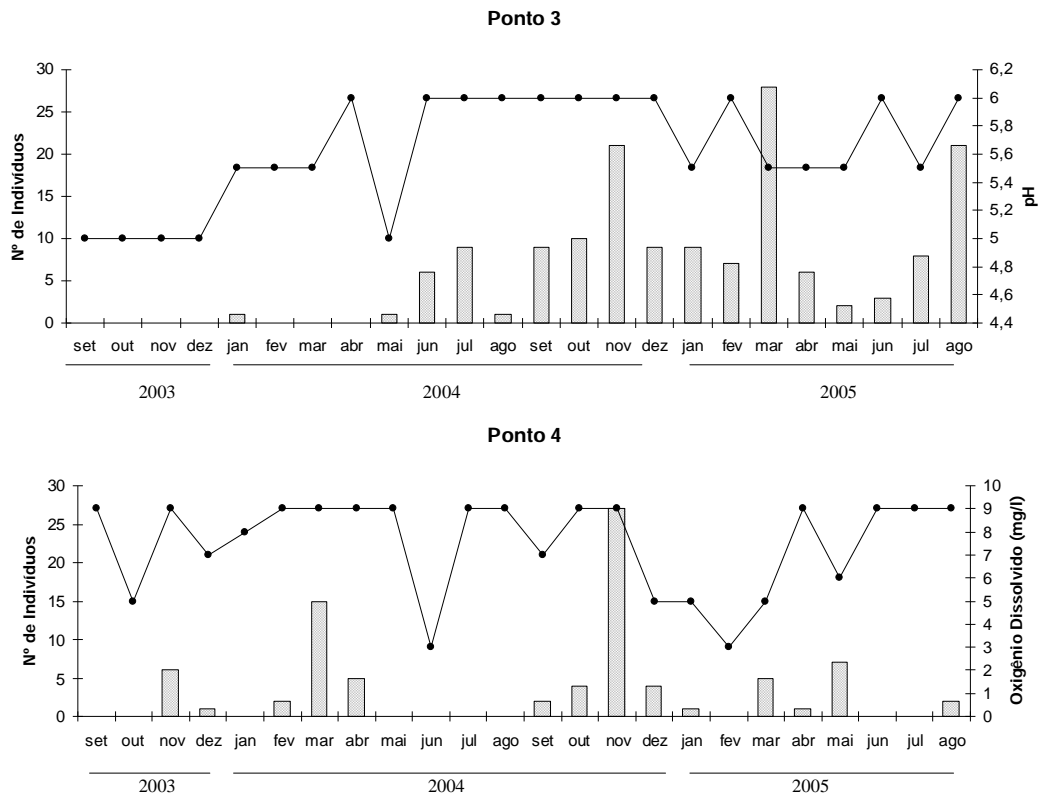 Ponto 3
30 25 20 15 10 5 0
Nº de Indivíduos
6,2 6 5,8 5,6 5,4 5,2 5 4,8 4,6 4,4
pH
set out nov dez jan fev mar abr mai jun jul ago set out nov dez jan fev mar abr mai jun jul ago
2003 2004 2005
Ponto 4
30 25 20 15 10 5 0
Nº de Indivíduos
10 9 8 7 6 5 4 3 2 1 0
Oxigênio Dissolvido (mg/l)
set out nov dez jan fev mar abr mai jun jul ago set out nov dez jan fev mar abr mai jun jul ago
2003 2004 2005